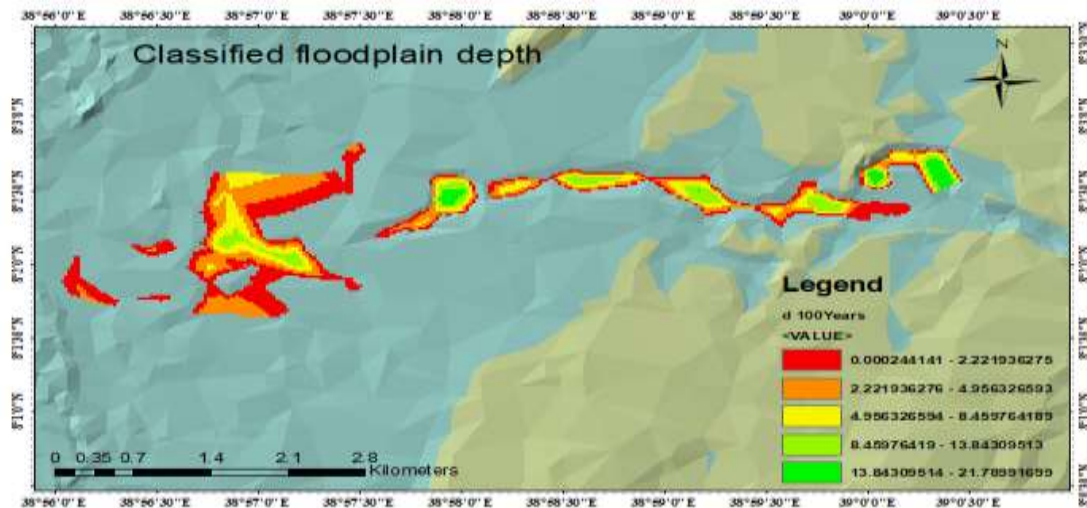 38°56'0" E 38°56'30" E 38°57'0" E 38°57'30" E 38°58'0" E 38°58'30" E 38°59'0" E 38°59'30" E 39°0'0" E 39°0'30" E
Classified floodplain depth
N
Legend
d 100Years
<VALUE>
0.000244141 - 2.221936275
2.221936276 - 4.956326593
4.956326594 - 8.459764189
8.45976419 - 13.84309513
13.84309514 - 21.78991699
0 0.35 0.7 1.4 2.1 2.8
Kilometers
38°56'0" E 38°56'30" E 38°57'0" E 38°57'30" E 38°58'0" E 38°58'30" E 38°59'0" E 38°59'30" E 39°0'0" E 39°0'30" E